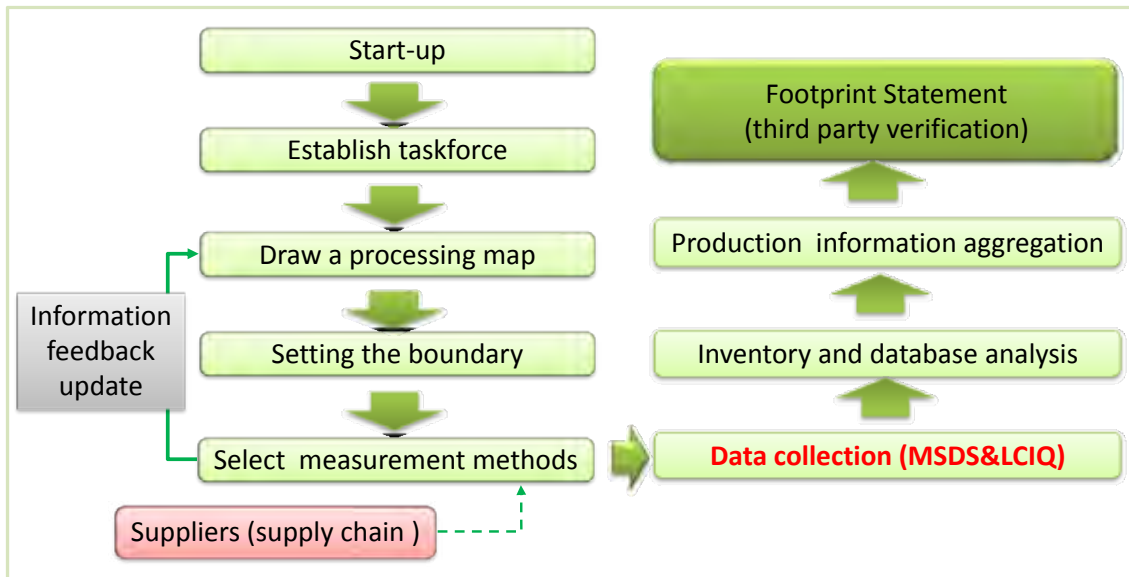 Start-up
Establish taskforce
Draw a processing map
Information
feedback
update
Setting the boundary
Select measurement methods
Suppliers (supply chain )
Footprint Statement
(third party verification)
Production information aggregation
Inventory and database analysis
Data collection (MSDS&LCIQ)